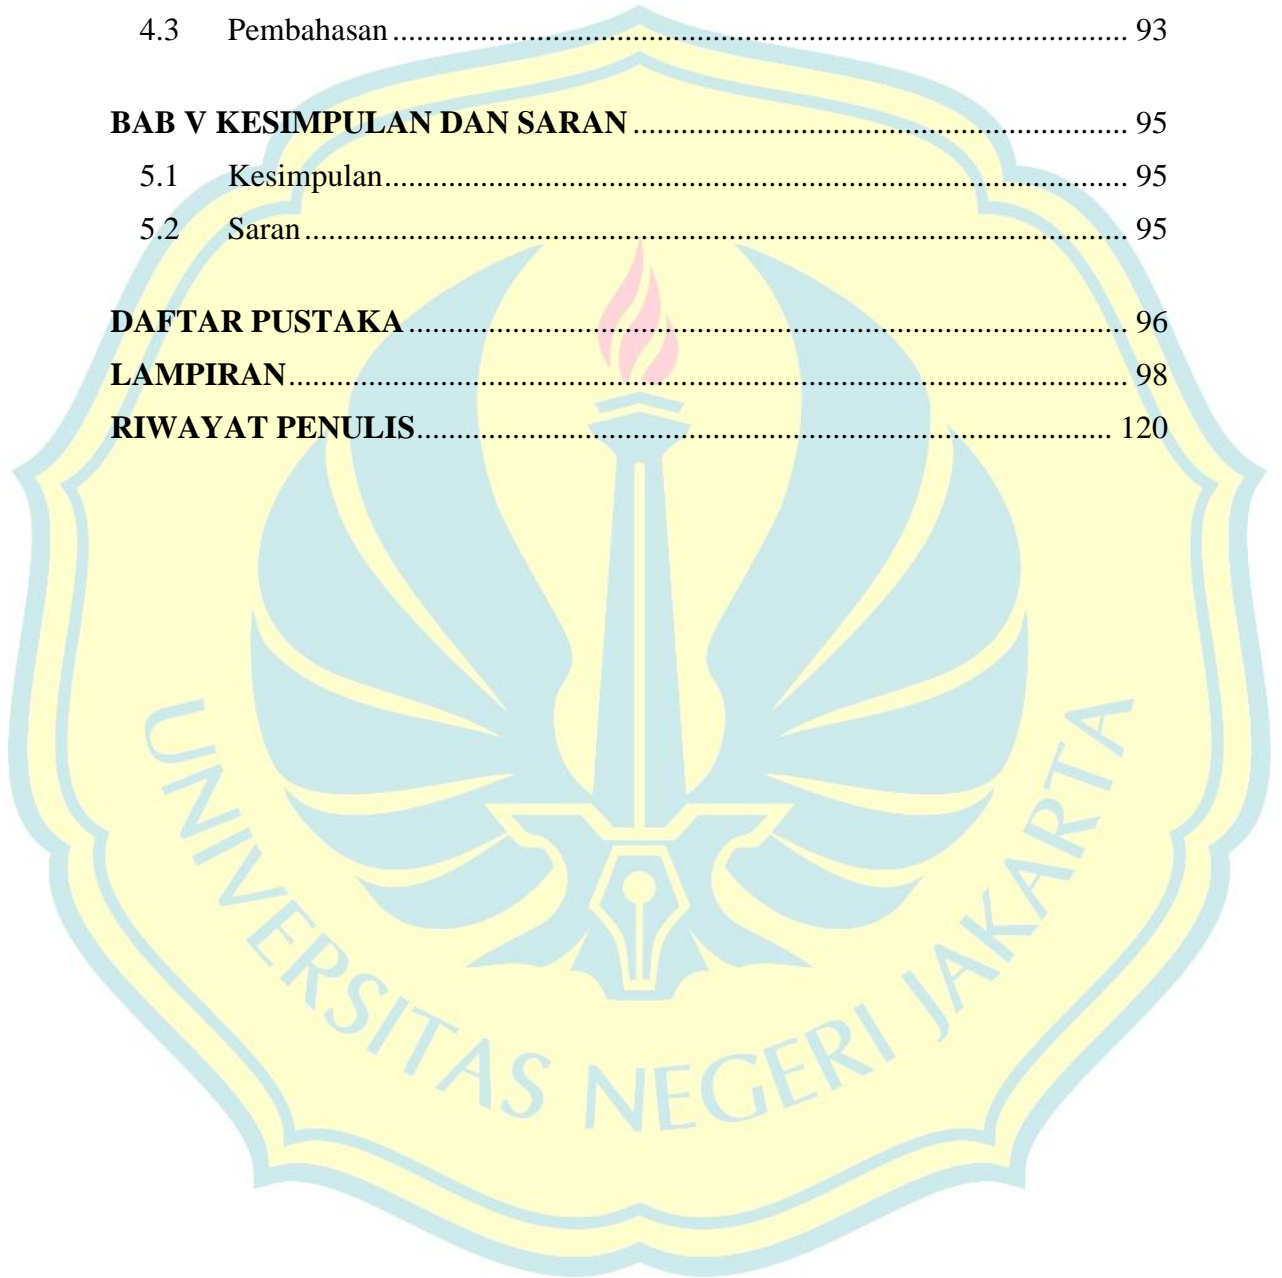 4.3 Pembahasan ........................................................................................... 93
BAB V KESIMPULAN DAN SARAN ............................................................. 95
5.1 Kesimpulan ............................................................................................ 95
5.2 Saran ...................................................................................................... 95
DAFTAR PUSTAKA ......................................................................................... 96
LAMPIRAN ........................................................................................................ 98
RIWAYAT PENULIS ...................................................................................... 120
UNIVERSITAS NEGERI JAKARTA